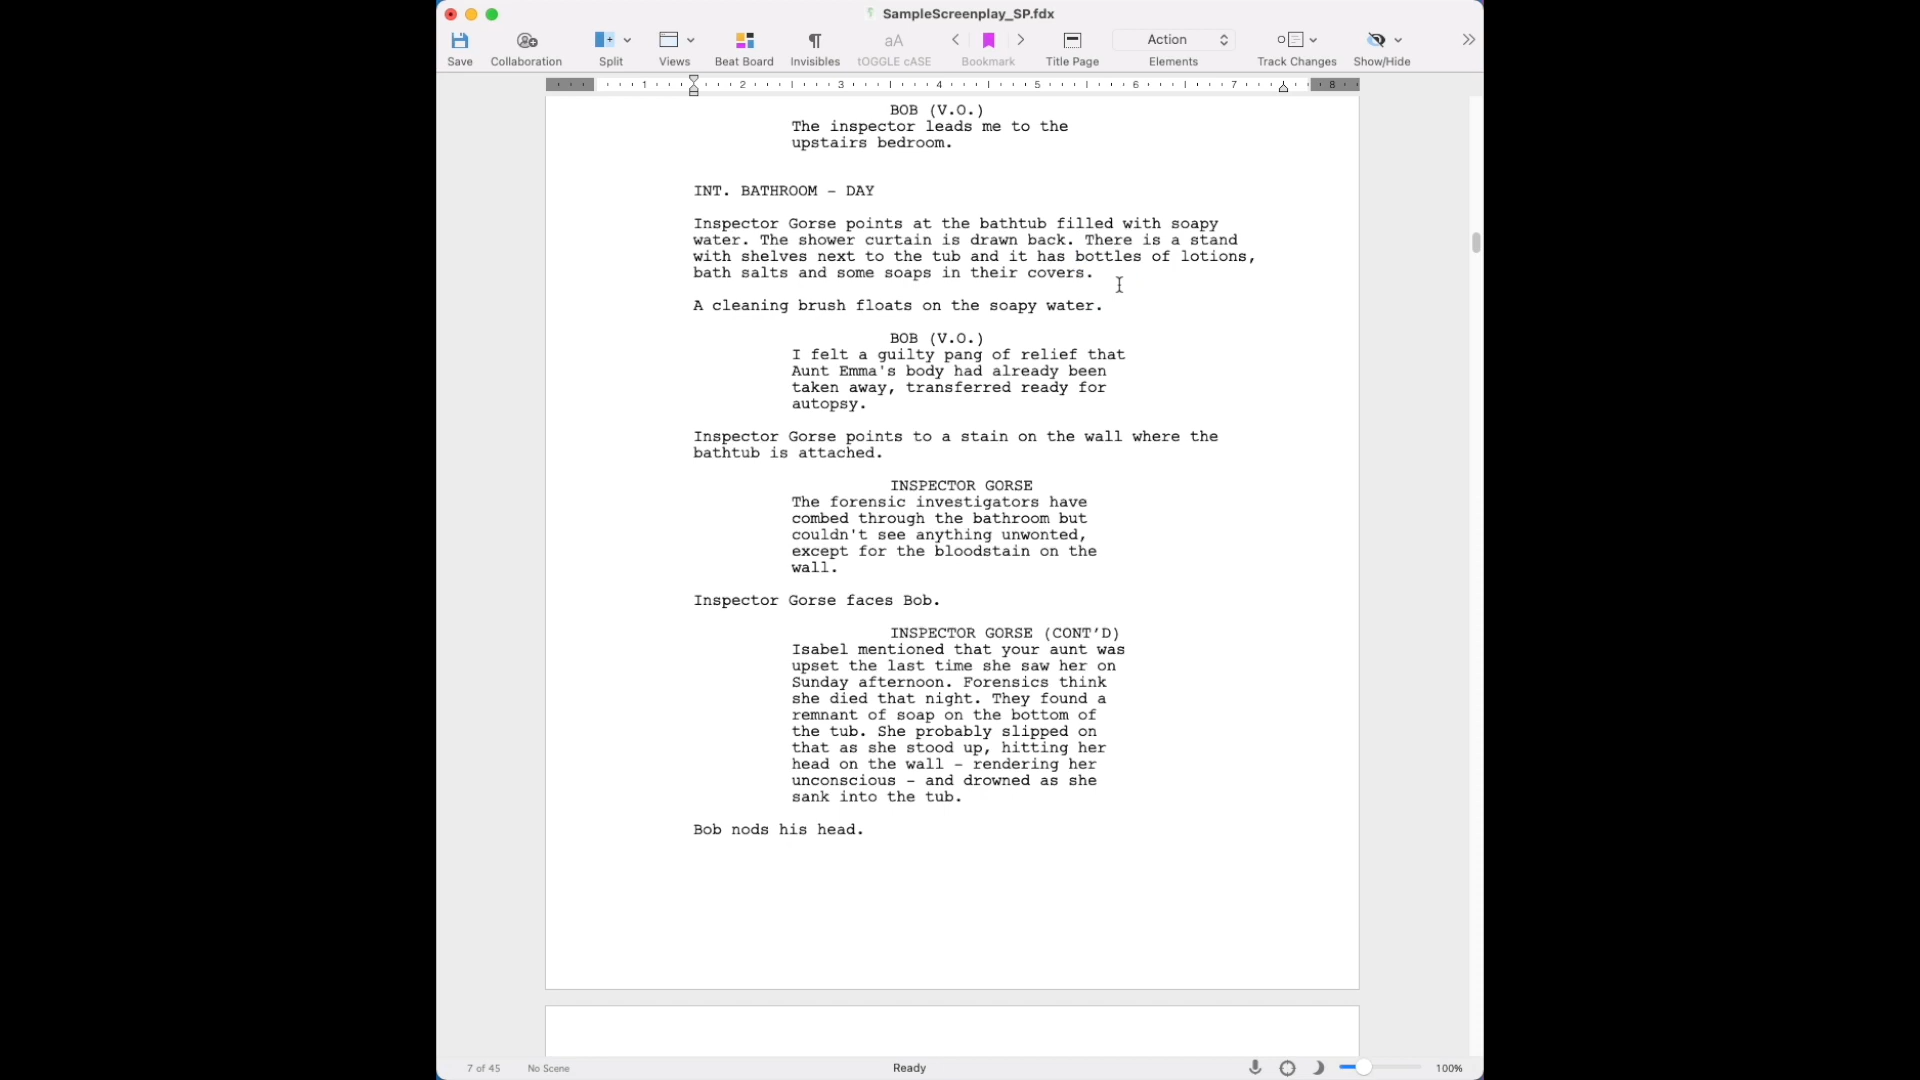 SampleScreenplay_SP.fdx
Action
Save Collaboration Split Views Beat Board Invisibles tOGGLE cASE Bookmark Title Page Elements Track Changes Show/Hide
1 2 3 4 5 6 7 8
BOB (V.O.)
The inspector leads me to the
upstairs bedroom.
INT. BATHROOM - DAY
Inspector Gorse points at the bathtub filled with soapy
water. The shower curtain is drawn back. There is a stand
with shelves next to the tub and it has bottles of lotions,
bath salts and some soaps in their covers.
A cleaning brush floats on the soapy water.
BOB (V.O.)
I felt a guilty pang of relief that
Aunt Emma's body had already been
taken away, transferred ready for
autopsy.
Inspector Gorse points to a stain on the wall where the
bathtub is attached.
INSPECTOR GORSE
The forensic investigators have
combed through the bathroom but
couldn't see anything unwonted,
except for the bloodstain on the
wall.
Inspector Gorse faces Bob.
INSPECTOR GORSE (CONT'D)
Isabel mentioned that your aunt was
upset the last time she saw her on
Sunday afternoon. Forensics think
she died that night. They found a
remnant of soap on the bottom of
the tub. She probably slipped on
that as she stood up, hitting her
head on the wall - rendering her
unconscious - and drowned as she
sank into the tub.
Bob nods his head.
7 of 45 No Scene Ready 100%